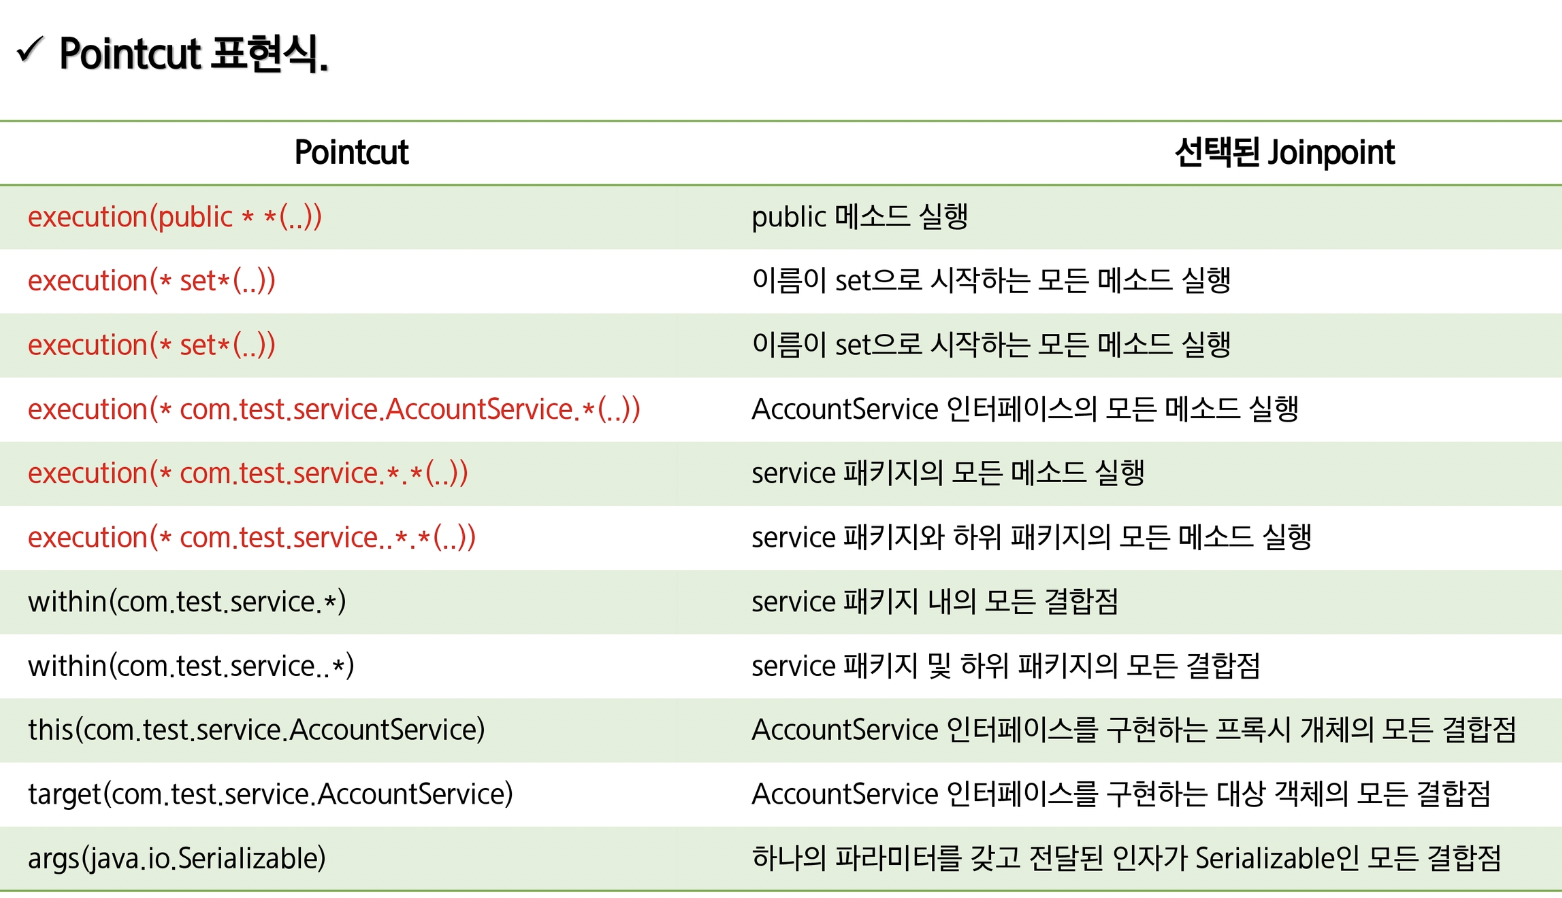 ✓ Pointcut 표현식.
Pointcut 선택된 Joinpoint
execution(public * *(..)) public 메소드 실행
execution(* set*(..)) 이름이 set으로 시작하는 모든 메소드 실행
execution(* set*(..)) 이름이 set으로 시작하는 모든 메소드 실행
execution(* com.test.service.AccountService.*(..)) AccountService 인터페이스의 모든 메소드 실행
execution(* com.test.service.*.*(..)) service 패키지의 모든 메소드 실행
execution(* com.test.service..*.*(..)) service 패키지와 하위 패키지의 모든 메소드 실행
within(com.test.service.*) service 패키지 내의 모든 결합점
within(com.test.service..*) service 패키지 및 하위 패키지의 모든 결합점
this(com.test.service.AccountService) AccountService 인터페이스를 구현하는 프록시 개체의 모든 결합점
target(com.test.service.AccountService) AccountService 인터페이스를 구현하는 대상 객체의 모든 결합점
args(java.io.Serializable) 하나의 파라미터를 갖고 전달된 인자가 Serializable인 모든 결합점